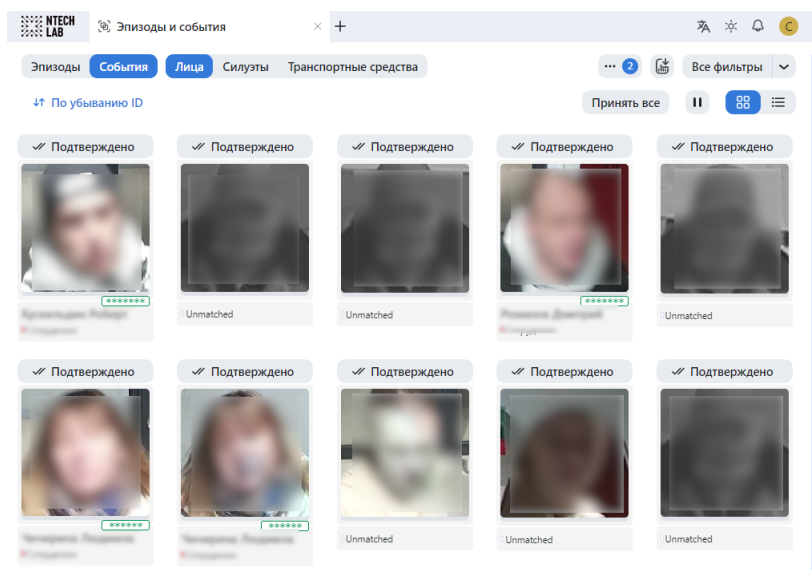 NTECH
LAB
Эпизоды и события
Эпизоды События Лица Силуэты Транспортные средства
2 Все фильтры
По убыванию ID
Принять все
Подтверждено Подтверждено Подтверждено Подтверждено Подтверждено
******* *******
Unmatched Unmatched Unmatched
Подтверждено Подтверждено Подтверждено Подтверждено Подтверждено
****** ******
Unmatched Unmatched Unmatched
С